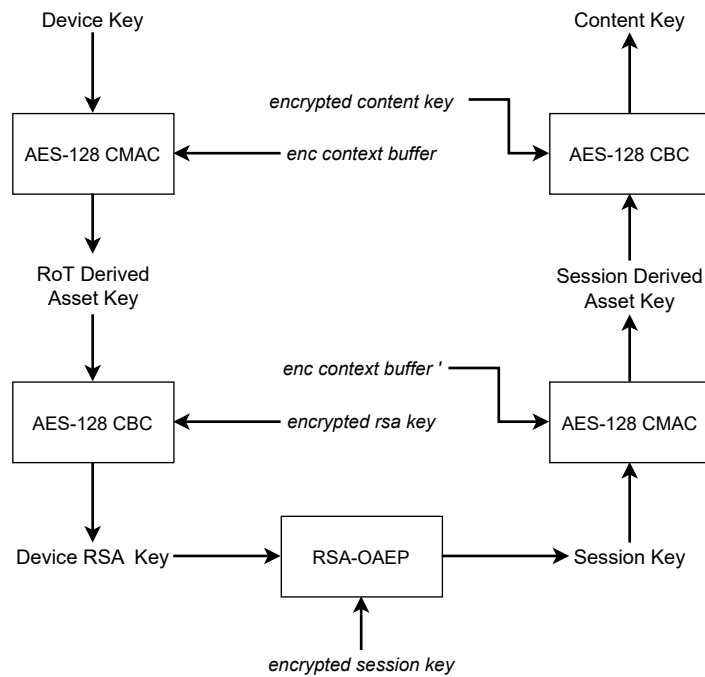 Device Key
Content Key
encrypted content key
AES-128 CMAC
enc context buffer
AES-128 CBC
RoT Derived
Asset Key
Session Derived
Asset Key
enc context buffer '
AES-128 CBC
encrypted rsa key
AES-128 CMAC
Device RSA Key
RSA-OAEP
Session Key
encrypted session key